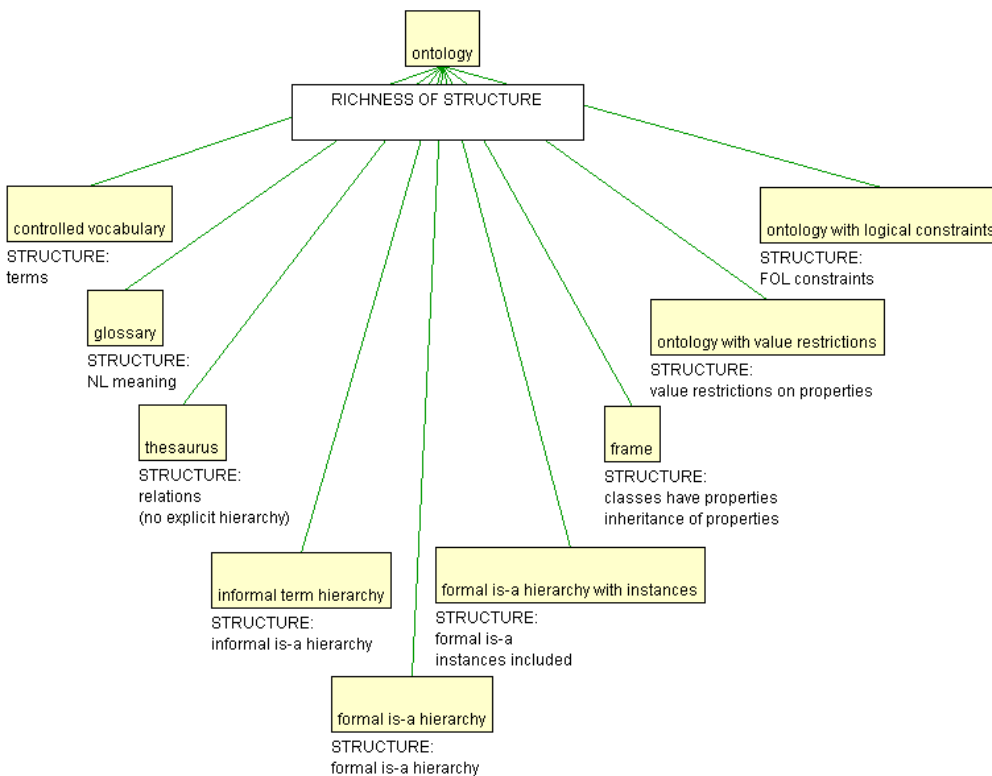 ontology
RICHNESS OF STRUCTURE
controlled vocabulary
STRUCTURE:
terms
glossary
STRUCTURE:
NL meaning
thesaurus
STRUCTURE:
relations
(no explicit hierarchy)
informal term hierarchy
STRUCTURE:
informal is-a hierarchy
formal is-a hierarchy
STRUCTURE:
formal is-a hierarchy
formal is-a hierarchy with instances
STRUCTURE:
formal is-a
instances included
frame
STRUCTURE:
classes have properties
inheritance of properties
ontology with value restrictions
STRUCTURE:
value restrictions on properties
ontology with logical constraints
STRUCTURE:
FOL constraints